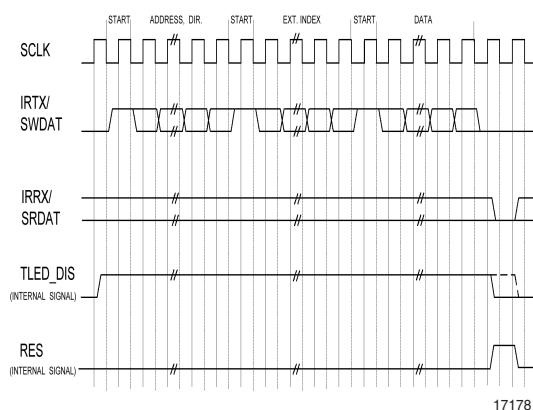 START ADDRESS, DIR. START EXT. INDEX START DATA
SCLK
IRTX/
SWDAT
IRRX/
SRDAT
TLED_DIS
(INTERNAL SIGNAL)
RES
(INTERNAL SIGNAL)
17178